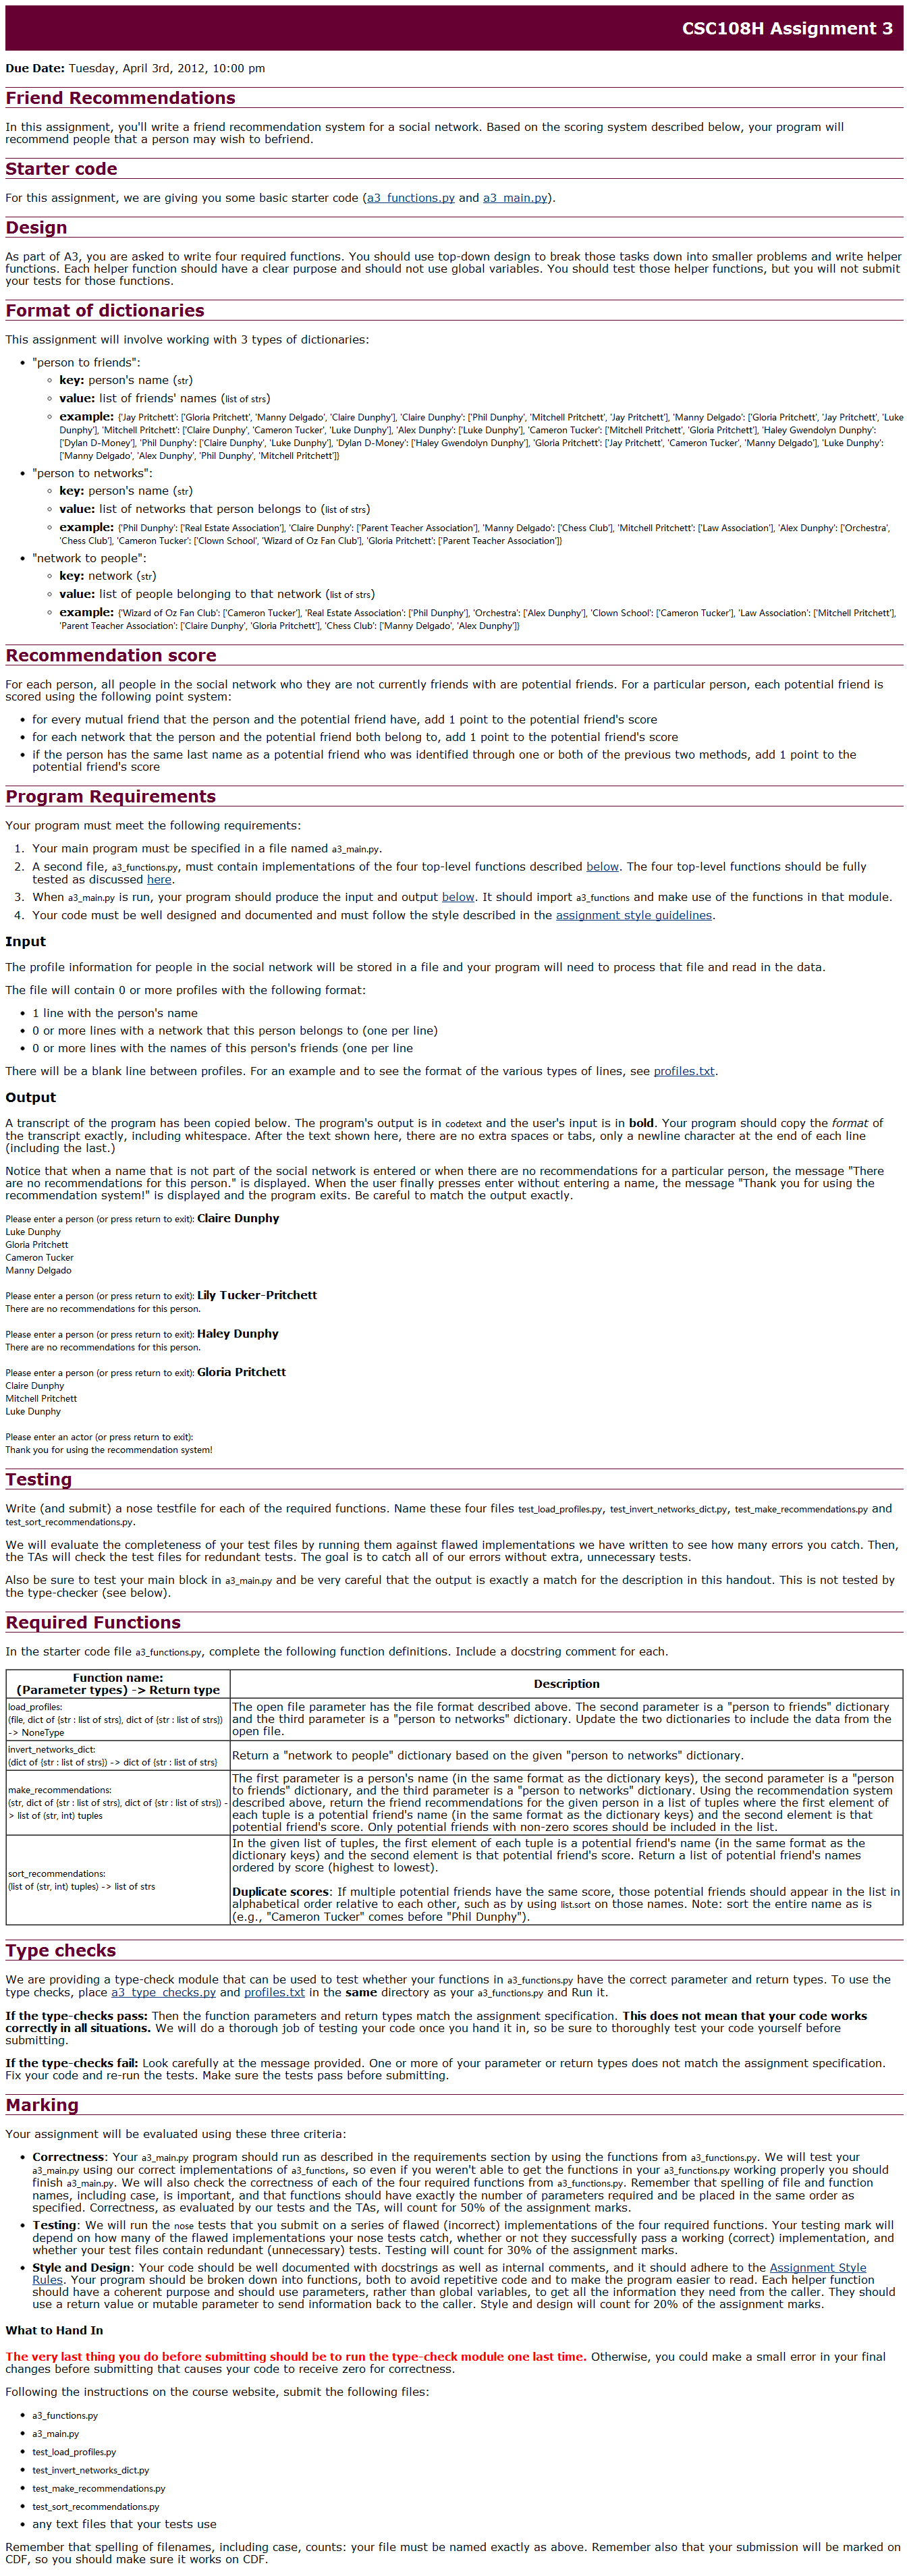 CSC108H Assignment 3
Due Date: Tuesday, April 3rd, 2012, 10:00 pm
Friend Recommendations
In this assignment, you'll write a friend recommendation system for a social network. Based on the scoring system described below, your program will
recommend people that a person may wish to befriend.
Starter code
For this assignment, we are giving you some basic starter code (a3_functions.py and a3_main.py).
Design
As part of A3, you are asked to write four required functions. You should use top-down design to break those tasks down into smaller problems and write helper
functions. Each helper function should have a clear purpose and should not use global variables. You should test those helper functions, but you will not submit
your tests for those functions.
Format of dictionaries
This assignment will involve working with 3 types of dictionaries:
• "person to friends":
◦ key: person's name (str)
◦ value: list of friends' names (list of strs)
◦ example: {'Jay Pritchett': ['Gloria Pritchett', 'Manny Delgado', 'Claire Dunphy'], 'Claire Dunphy': ['Phil Dunphy', 'Mitchell Pritchett', 'Jay Pritchett'], 'Manny Delgado': ['Gloria Pritchett', 'Jay Pritchett', 'Luke
Dunphy'], 'Mitchell Pritchett': ['Claire Dunphy', 'Cameron Tucker', 'Luke Dunphy'], 'Alex Dunphy': ['Luke Dunphy'], 'Cameron Tucker': ['Mitchell Pritchett', 'Gloria Pritchett'], 'Haley Gwendolyn Dunphy':
['Dylan D-Money'], 'Phil Dunphy': ['Claire Dunphy', 'Luke Dunphy'], 'Dylan D-Money': ['Haley Gwendolyn Dunphy'], 'Gloria Pritchett': ['Jay Pritchett', 'Cameron Tucker', 'Manny Delgado'], 'Luke Dunphy':
['Manny Delgado', 'Alex Dunphy', 'Phil Dunphy', 'Mitchell Pritchett']}
• "person to networks":
◦ key: person's name (str)
◦ value: list of networks that person belongs to (list of strs)
◦ example: {'Phil Dunphy': ['Real Estate Association'], 'Claire Dunphy': ['Parent Teacher Association'], 'Manny Delgado': ['Chess Club'], 'Mitchell Pritchett': ['Law Association'], 'Alex Dunphy': ['Orchestra',
'Chess Club'], 'Cameron Tucker': ['Clown School', 'Wizard of Oz Fan Club'], 'Gloria Pritchett': ['Parent Teacher Association']}
• "network to people":
◦ key: network (str)
◦ value: list of people belonging to that network (list of strs)
◦ example: {'Wizard of Oz Fan Club': ['Cameron Tucker'], 'Real Estate Association': ['Phil Dunphy'], 'Orchestra': ['Alex Dunphy'], 'Clown School': ['Cameron Tucker'], 'Law Association': ['Mitchell Pritchett'],
'Parent Teacher Association': ['Claire Dunphy', 'Gloria Pritchett'], 'Chess Club': ['Manny Delgado', 'Alex Dunphy']}
Recommendation score
For each person, all people in the social network who they are not currently friends with are potential friends. For a particular person, each potential friend is
scored using the following point system:
• for every mutual friend that the person and the potential friend have, add 1 point to the potential friend's score
• for each network that the person and the potential friend both belong to, add 1 point to the potential friend's score
• if the person has the same last name as a potential friend who was identified through one or both of the previous two methods, add 1 point to the
potential friend's score
Program Requirements
Your program must meet the following requirements:
1. Your main program must be specified in a file named a3_main.py.
2. A second file, a3_functions.py, must contain implementations of the four top-level functions described below. The four top-level functions should be fully
tested as discussed here.
3. When a3_main.py is run, your program should produce the input and output below. It should import a3_functions and make use of the functions in that module.
4. Your code must be well designed and documented and must follow the style described in the assignment style guidelines.
Input
The profile information for people in the social network will be stored in a file and your program will need to process that file and read in the data.
The file will contain 0 or more profiles with the following format:
• 1 line with the person's name
• 0 or more lines with a network that this person belongs to (one per line)
• 0 or more lines with the names of this person's friends (one per line
There will be a blank line between profiles. For an example and to see the format of the various types of lines, see profiles.txt.
Output
A transcript of the program has been copied below. The program's output is in codetext and the user's input is in bold. Your program should copy the format of
the transcript exactly, including whitespace. After the text shown here, there are no extra spaces or tabs, only a newline character at the end of each line
(including the last.)
Notice that when a name that is not part of the social network is entered or when there are no recommendations for a particular person, the message "There
are no recommendations for this person." is displayed. When the user finally presses enter without entering a name, the message "Thank you for using the
recommendation system!" is displayed and the program exits. Be careful to match the output exactly.
Please enter a person (or press return to exit): Claire Dunphy
Luke Dunphy
Gloria Pritchett
Cameron Tucker
Manny Delgado
Please enter a person (or press return to exit): Lily Tucker-Pritchett
There are no recommendations for this person.
Please enter a person (or press return to exit): Haley Dunphy
There are no recommendations for this person.
Please enter a person (or press return to exit): Gloria Pritchett
Claire Dunphy
Mitchell Pritchett
Luke Dunphy
Please enter an actor (or press return to exit):
Thank you for using the recommendation system!
Testing
Write (and submit) a nose testfile for each of the required functions. Name these four files test_load_profiles.py, test_invert_networks_dict.py, test_make_recommendations.py and
test_sort_recommendations.py.
We will evaluate the completeness of your test files by running them against flawed implementations we have written to see how many errors you catch. Then,
the TAs will check the test files for redundant tests. The goal is to catch all of our errors without extra, unnecessary tests.
Also be sure to test your main block in a3_main.py and be very careful that the output is exactly a match for the description in this handout. This is not tested by
the type-checker (see below).
Required Functions
In the starter code file a3_functions.py, complete the following function definitions. Include a docstring comment for each.
Function name:
(Parameter types) -> Return type
Description
load_profiles:
(file, dict of {str : list of strs}, dict of {str : list of strs})
-> NoneType
The open file parameter has the file format described above. The second parameter is a "person to friends" dictionary
and the third parameter is a "person to networks" dictionary. Update the two dictionaries to include the data from the
open file.
invert_networks_dict:
(dict of {str : list of strs}) -> dict of {str : list of strs}
Return a "network to people" dictionary based on the given "person to networks" dictionary.
make_recommendations:
(str, dict of {str : list of strs}, dict of {str : list of strs}) -
> list of (str, int) tuples
The first parameter is a person's name (in the same format as the dictionary keys), the second parameter is a "person
to friends" dictionary, and the third parameter is a "person to networks" dictionary. Using the recommendation system
described above, return the friend recommendations for the given person in a list of tuples where the first element of
each tuple is a potential friend's name (in the same format as the dictionary keys) and the second element is that
potential friend's score. Only potential friends with non-zero scores should be included in the list.
sort_recommendations:
(list of (str, int) tuples) -> list of strs
In the given list of tuples, the first element of each tuple is a potential friend's name (in the same format as the
dictionary keys) and the second element is that potential friend's score. Return a list of potential friend's names
ordered by score (highest to lowest).
Duplicate scores: If multiple potential friends have the same score, those potential friends should appear in the list in
alphabetical order relative to each other, such as by using list.sort on those names. Note: sort the entire name as is
(e.g., "Cameron Tucker" comes before "Phil Dunphy").
Type checks
We are providing a type-check module that can be used to test whether your functions in a3_functions.py have the correct parameter and return types. To use the
type checks, place a3_type_checks.py and profiles.txt in the same directory as your a3_functions.py and Run it.
If the type-checks pass: Then the function parameters and return types match the assignment specification. This does not mean that your code works
correctly in all situations. We will do a thorough job of testing your code once you hand it in, so be sure to thoroughly test your code yourself before
submitting.
If the type-checks fail: Look carefully at the message provided. One or more of your parameter or return types does not match the assignment specification.
Fix your code and re-run the tests. Make sure the tests pass before submitting.
Marking
Your assignment will be evaluated using these three criteria:
• Correctness: Your a3_main.py program should run as described in the requirements section by using the functions from a3_functions.py. We will test your
a3_main.py using our correct implementations of a3_functions, so even if you weren't able to get the functions in your a3_functions.py working properly you should
finish a3_main.py. We will also check the correctness of each of the four required functions from a3_functions.py. Remember that spelling of file and function
names, including case, is important, and that functions should have exactly the number of parameters required and be placed in the same order as
specified. Correctness, as evaluated by our tests and the TAs, will count for 50% of the assignment marks.
• Testing: We will run the nose tests that you submit on a series of flawed (incorrect) implementations of the four required functions. Your testing mark will
depend on how many of the flawed implementations your nose tests catch, whether or not they successfully pass a working (correct) implementation, and
whether your test files contain redundant (unnecessary) tests. Testing will count for 30% of the assignment marks.
• Style and Design: Your code should be well documented with docstrings as well as internal comments, and it should adhere to the Assignment Style
Rules. Your program should be broken down into functions, both to avoid repetitive code and to make the program easier to read. Each helper function
should have a coherent purpose and should use parameters, rather than global variables, to get all the information they need from the caller. They should
use a return value or mutable parameter to send information back to the caller. Style and design will count for 20% of the assignment marks.
What to Hand In
The very last thing you do before submitting should be to run the type-check module one last time. Otherwise, you could make a small error in your final
changes before submitting that causes your code to receive zero for correctness.
Following the instructions on the course website, submit the following files:
• a3_functions.py
• a3_main.py
• test_load_profiles.py
• test_invert_networks_dict.py
• test_make_recommendations.py
• test_sort_recommendations.py
• any text files that your tests use
Remember that spelling of filenames, including case, counts: your file must be named exactly as above. Remember also that your submission will be marked on
CDF, so you should make sure it works on CDF.